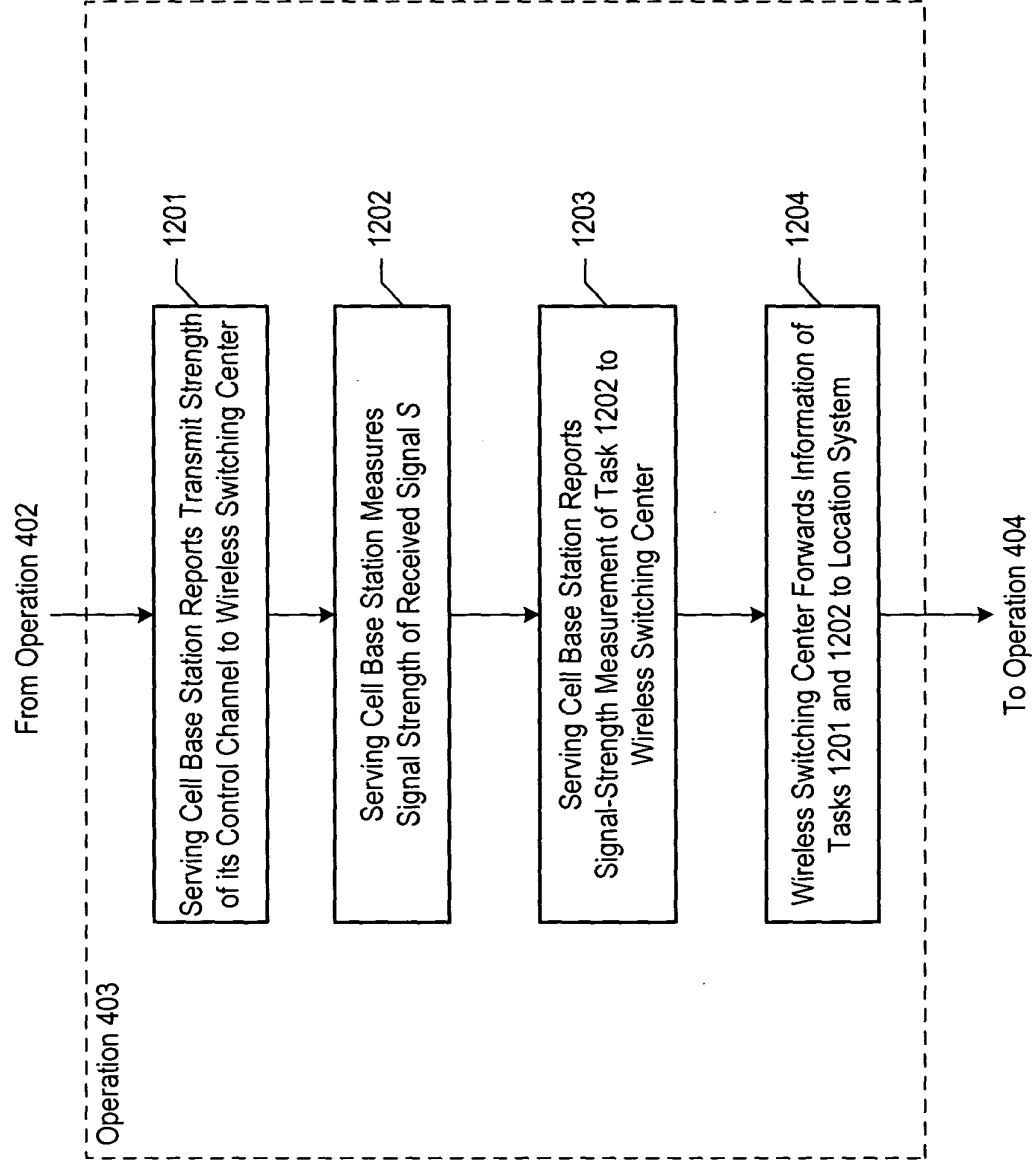 From Operation 402
Operation 403
Serving Cell Base Station Reports Transmit Strength
of its Control Channel to Wireless Switching Center
1201
Serving Cell Base Station Measures
Signal Strength of Received Signal S
1202
Serving Cell Base Station Reports
Signal-Strength Measurement of Task 1202 to
Wireless Switching Center
1203
Wireless Switching Center Forwards Information of
Tasks 1201 and 1202 to Location System
1204
To Operation 404